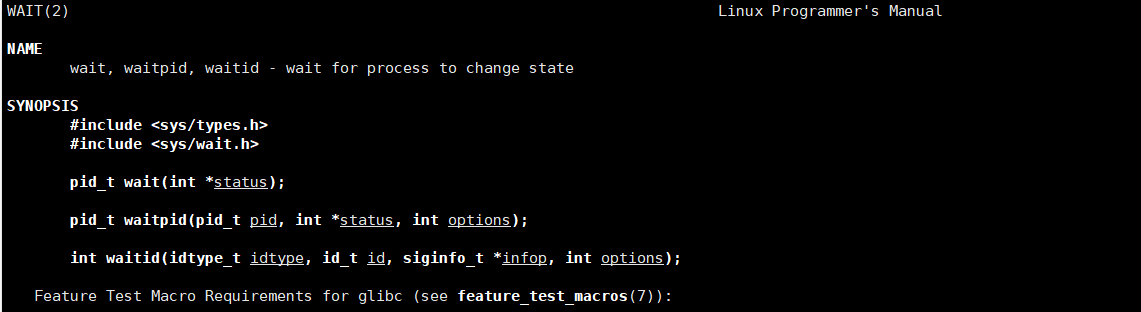 WAIT(2) Linux Programmer's Manual
NAME
wait, waitpid, waitid - wait for process to change state
SYNOPSIS
#include <sys/types.h>
#include <sys/wait.h>
pid_t wait(int *status);
pid_t waitpid(pid_t pid, int *status, int options);
int waitid(idtype_t idtype, id_t id, siginfo_t *infop, int options);
Feature Test Macro Requirements for glibc (see feature_test_macros(7)):